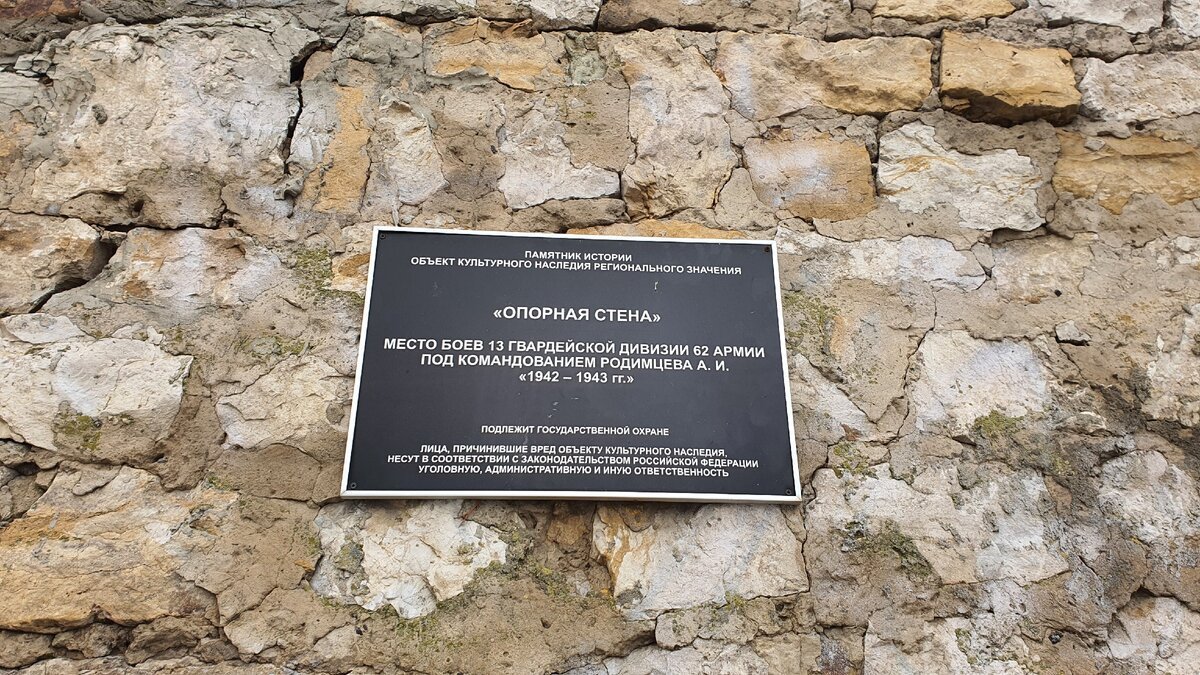 ПАМЯТНИК ИСТОРИИ
ОБЪЕКТ КУЛЬТУРНОГО НАСЛЕДИЯ РЕГИОНАЛЬНОГО ЗНАЧЕНИЯ
«ОПОРНАЯ СТЕНА»
МЕСТО БОЕВ 13 ГВАРДЕЙСКОЙ ДИВИЗИИ 62 АРМИИ
ПОД КОМАНДОВАНИЕМ РОДИМЦЕВА А. И.
«1942 – 1943 гг.»
ПОДЛЕЖИТ ГОСУДАРСТВЕННОЙ ОХРАНЕ
ЛИЦА, ПРИЧИНИВШИЕ ВРЕД ОБЪЕКТУ КУЛЬТУРНОГО НАСЛЕДИЯ,
НЕСУТ В СООТВЕТСТВИИ С ЗАКОНОДАТЕЛЬСТВОМ РОССИЙСКОЙ ФЕДЕРАЦИИ
УГОЛОВНУЮ, АДМИНИСТРАТИВНУЮ И ИНУЮ ОТВЕТСТВЕННОСТЬ